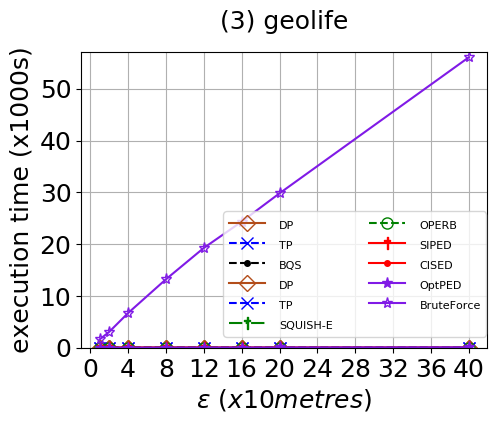 (3) geolife
execution time (x1000s)
50
40
30
20
10
0
DP
TP
BQS
DP
TP
SQUISH-E
OPERB
SIPED
CISED
OptPED
BruteForce
0 4 8 12 16 20 24 28 32 36 40
ε (x10metres)